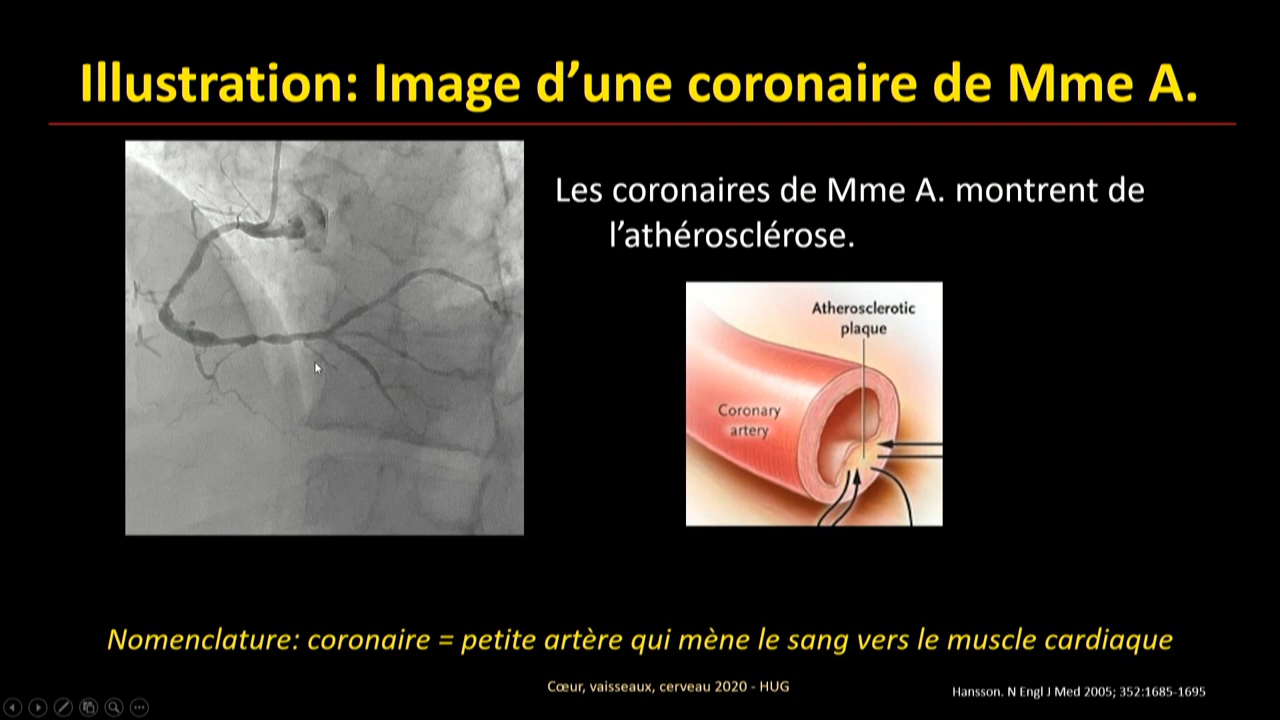 Illustration: Image d’une coronaire de Mme A.
Les coronaires de Mme A. montrent de
l’athérosclérose.
Atherosclerotic
plaque
Coronary
artery
Nomenclature: coronaire = petite artère qui mène le sang vers le muscle cardiaque
Cœur, vaisseaux, cerveau 2020 - HUG
Hansson. N Engl J Med 2005; 352:1685-1695